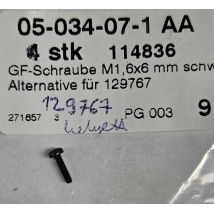 05-034-07-1 AA
4 stk 114836
GF-Schraube M1,6x6 mm schw
Alternative für 129767
129767
271657 3 PG 003 9